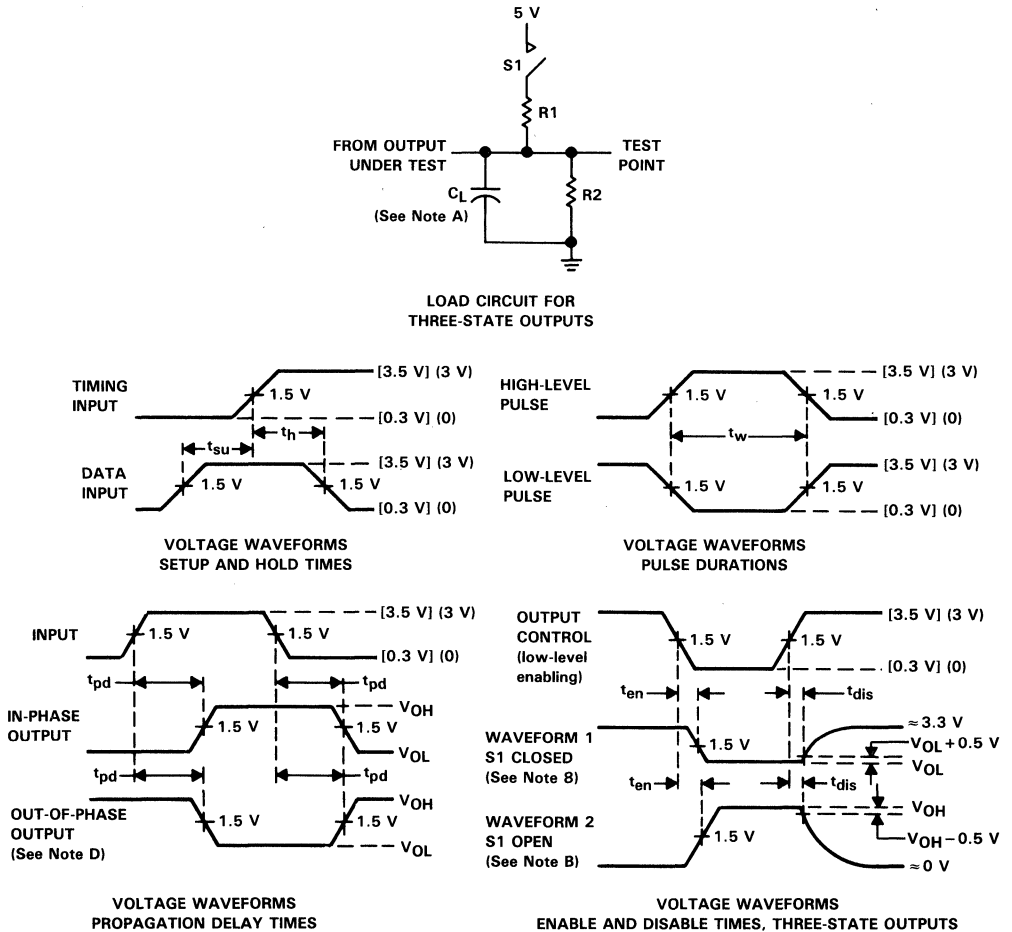 5 V
S1
R1
FROM OUTPUT
UNDER TEST
TEST
POINT
CL
(See Note A)
R2
LOAD CIRCUIT FOR
THREE-STATE OUTPUTS
TIMING
INPUT
[3.5 V] (3 V)
1.5 V
[0.3 V] (0)
tsu
th
DATA
INPUT
[3.5 V] (3 V)
1.5 V
1.5 V
[0.3 V] (0)
VOLTAGE WAVEFORMS
SETUP AND HOLD TIMES
HIGH-LEVEL
PULSE
[3.5 V] (3 V)
1.5 V
1.5 V
[0.3 V] (0)
tw
LOW-LEVEL
PULSE
[3.5 V] (3 V)
1.5 V
1.5 V
[0.3 V] (0)
VOLTAGE WAVEFORMS
PULSE DURATIONS
INPUT
[3.5 V] (3 V)
1.5 V
1.5 V
[0.3 V] (0)
tpd
tpd
IN-PHASE
OUTPUT
VOH
1.5 V
1.5 V
VOL
tpd
tpd
OUT-OF-PHASE
OUTPUT
(See Note D)
VOH
1.5 V
1.5 V
VOL
VOLTAGE WAVEFORMS
PROPAGATION DELAY TIMES
OUTPUT
CONTROL
(low-level
enabling)
[3.5 V] (3 V)
1.5 V
1.5 V
[0.3 V] (0)
ten
tdis
WAVEFORM 1
S1 CLOSED
(See Note B)
1.5 V
≈3.3 V
VOL+0.5 V
VOL
ten
tdis
WAVEFORM 2
S1 OPEN
(See Note B)
1.5 V
VOH
VOH−0.5 V
≈0 V
VOLTAGE WAVEFORMS
ENABLE AND DISABLE TIMES, THREE-STATE OUTPUTS